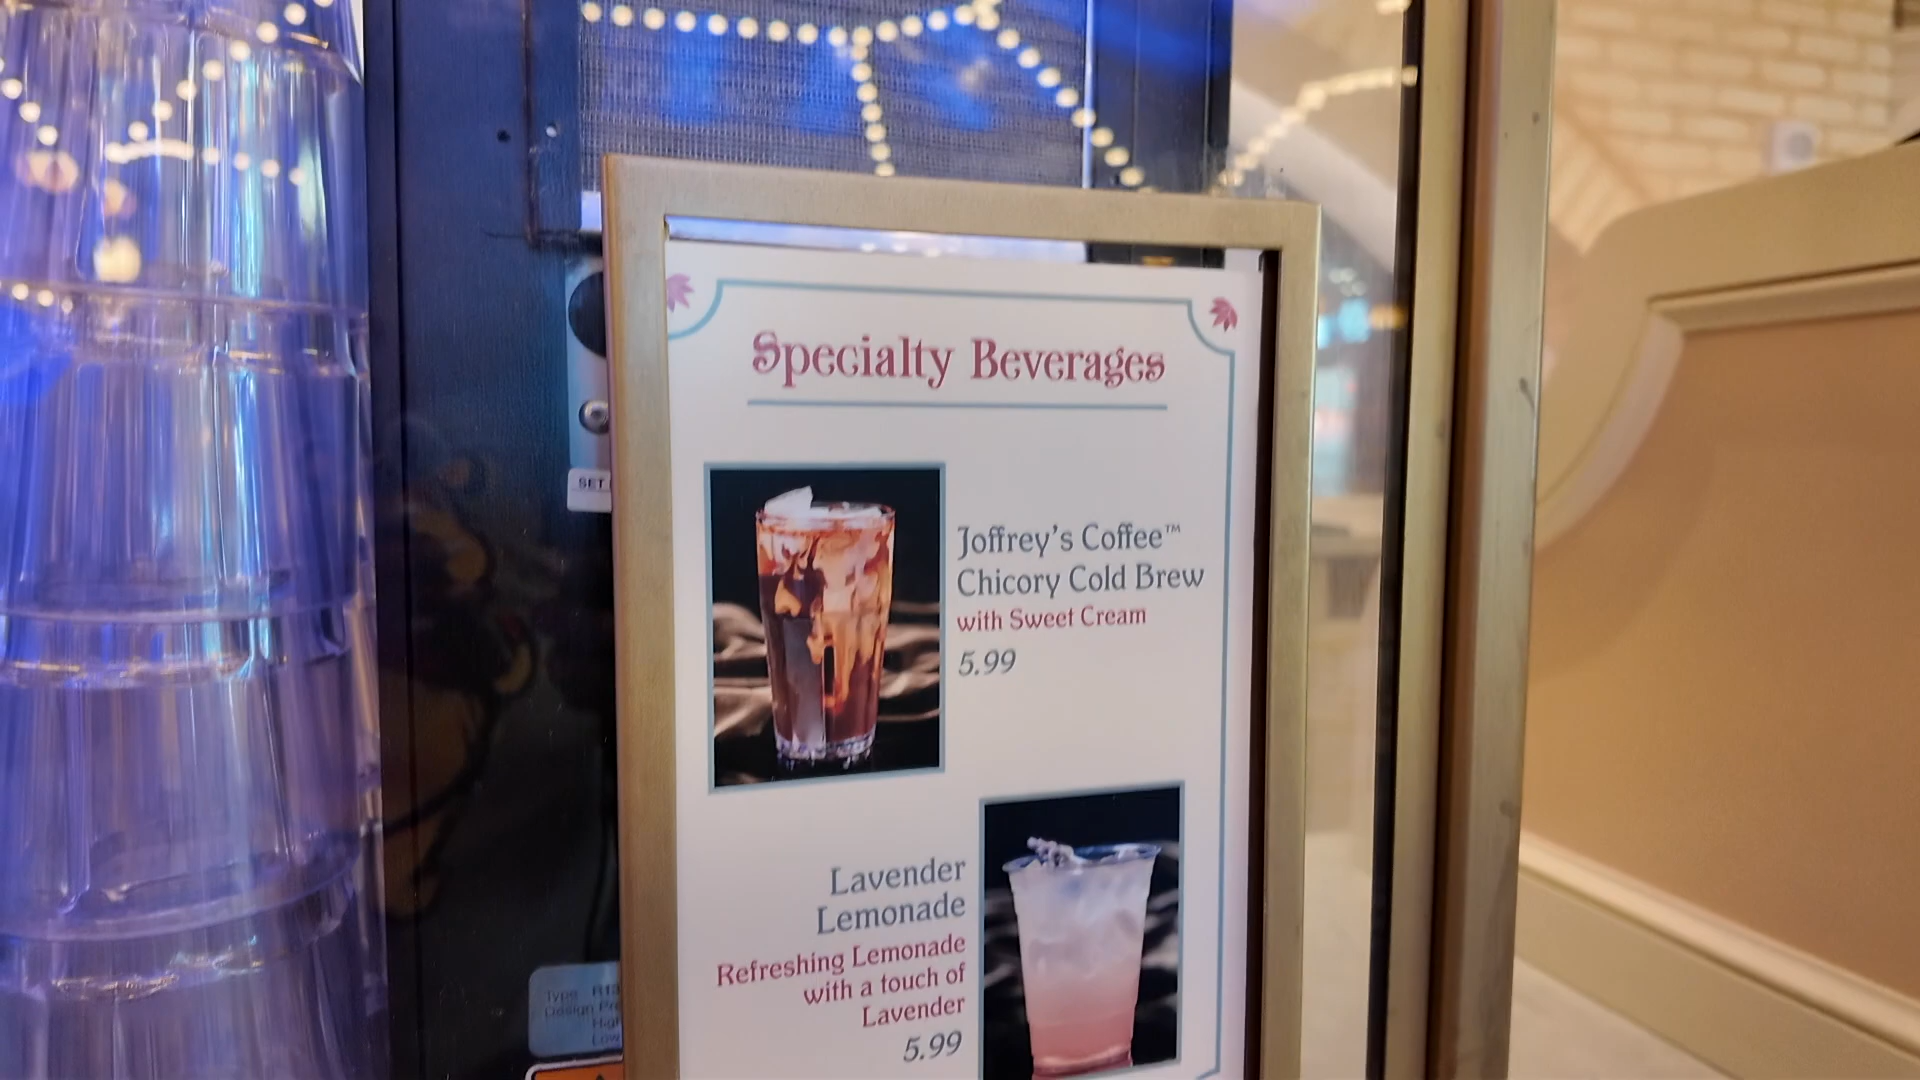 Specialty Beverages
Joffrey's Coffee™
Chicory Cold Brew
with Sweet Cream
5.99
Lavender
Lemonade
Refreshing Lemonade
with a touch of
Lavender
5.99
SET
Type
Design